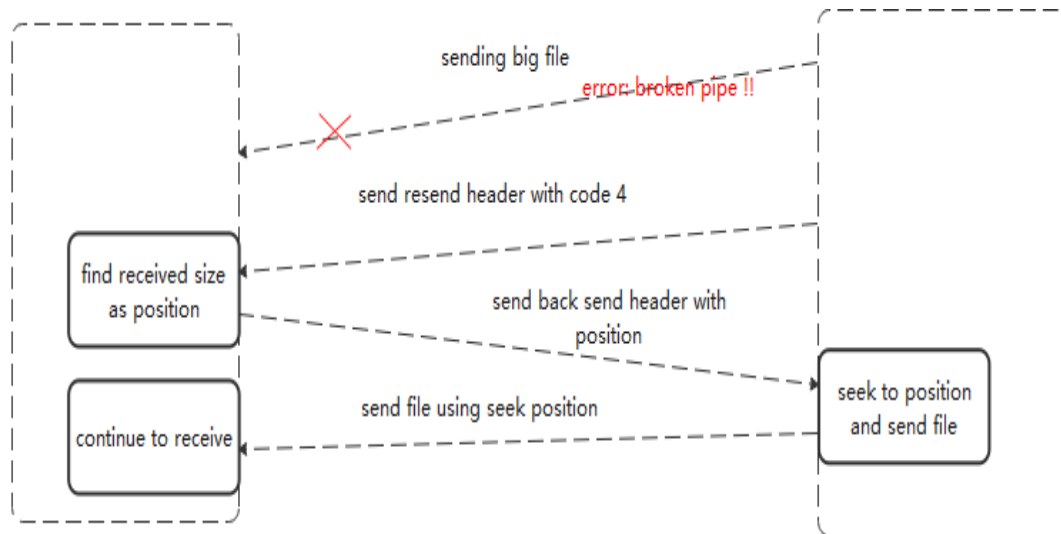 sending big file
error: broken pipe !!
send resend header with code 4
find received size
as position
send back send header with
position
seek to position
and send file
send file using seek position
continue to receive